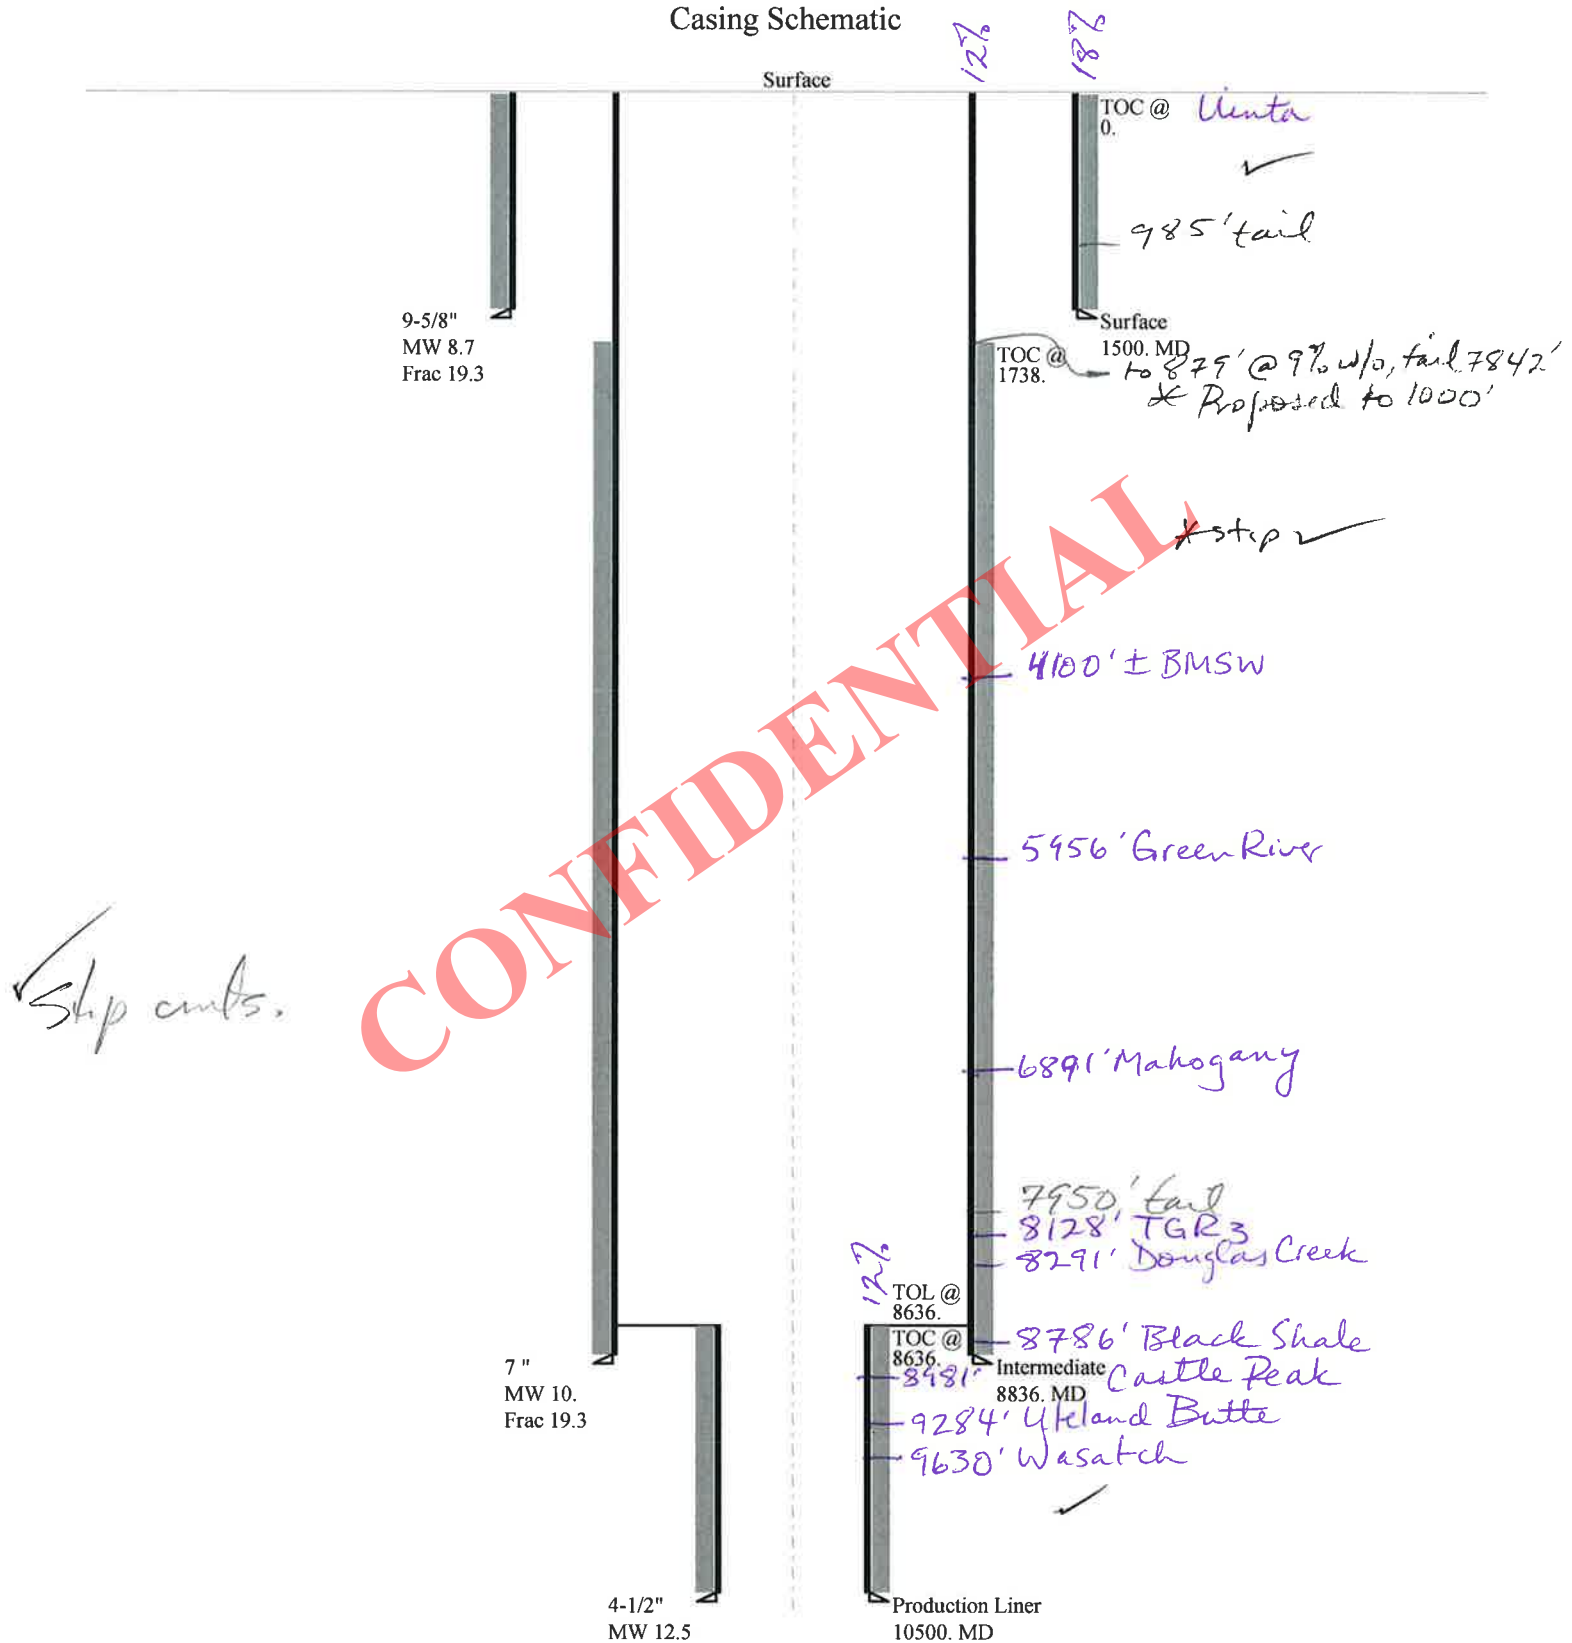 Casing Schematic
12%
18%
Surface
TOC @
0.
Uinta
985' tail
9-5/8"
MW 8.7
Frac 19.3
Surface
1500. MD
TOC @
1738.
to 879' @ 9% w/o, tail 7842'
* Proposed to 1000'
*stip ✓
4100' ± BMSW
5956' Green River
CONFIDENTIAL
✓ Stip cmts.
6891' Mahogany
7950' tail
8128' TGR3
8291' Douglas Creek
12%
TOL @
8636.
TOC @
8636.
8786' Black Shale
7 "
MW 10.
Frac 19.3
Intermediate
8836. MD
8981' Castle Peak
9284' Uteland Butte
9630' Wasatch
4-1/2"
MW 12.5
Production Liner
10500. MD